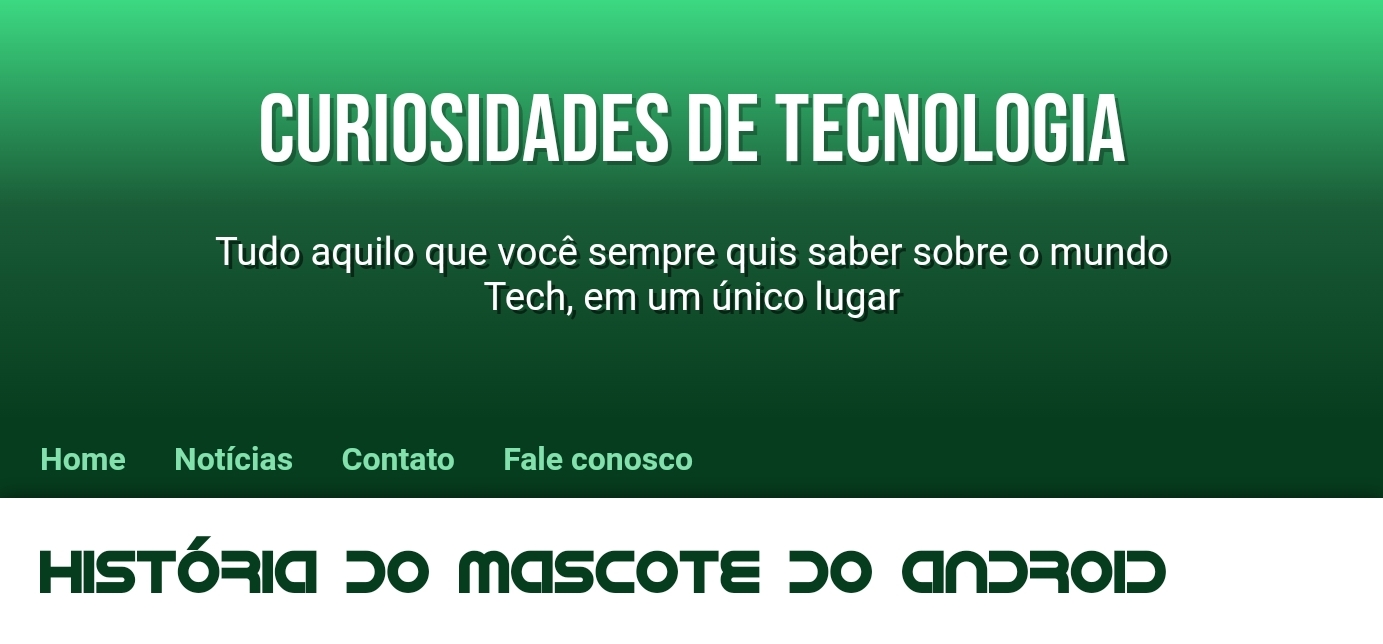 CURIOSIDADES DE TECNOLOGIA
Tudo aquilo que você sempre quis saber sobre o mundo
Tech, em um único lugar
Home Notícias Contato Fale conosco
HISTÓRIA DO MASCOTE DO ANDROID